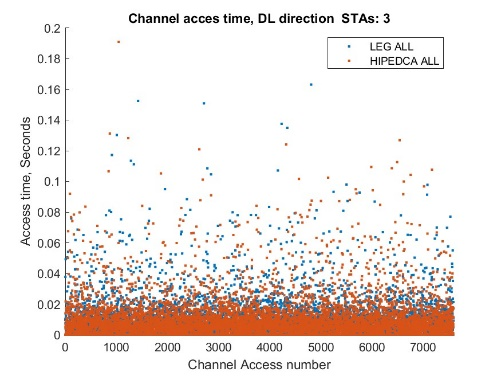 Channel acces time, DL direction  STAs: 3
LEG ALL
HIPEDCA ALL
Access time, Seconds
0.2
0.18
0.16
0.14
0.12
0.1
0.08
0.06
0.04
0.02
0
0 1000 2000 3000 4000 5000 6000 7000
Channel Access number